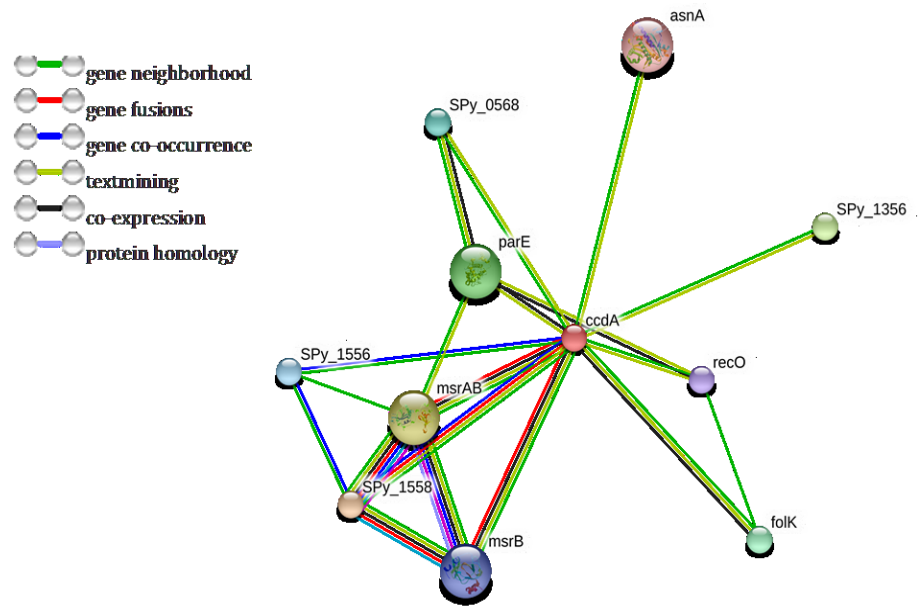 asnA
gene neighborhood
gene fusions
SPy_0568
gene co-occurrence
textmining
co-expression
SPy_1356
protein homology
parE
ccdA
SPy_1556
recO
msrAB
SPy_1558
folK
msrB